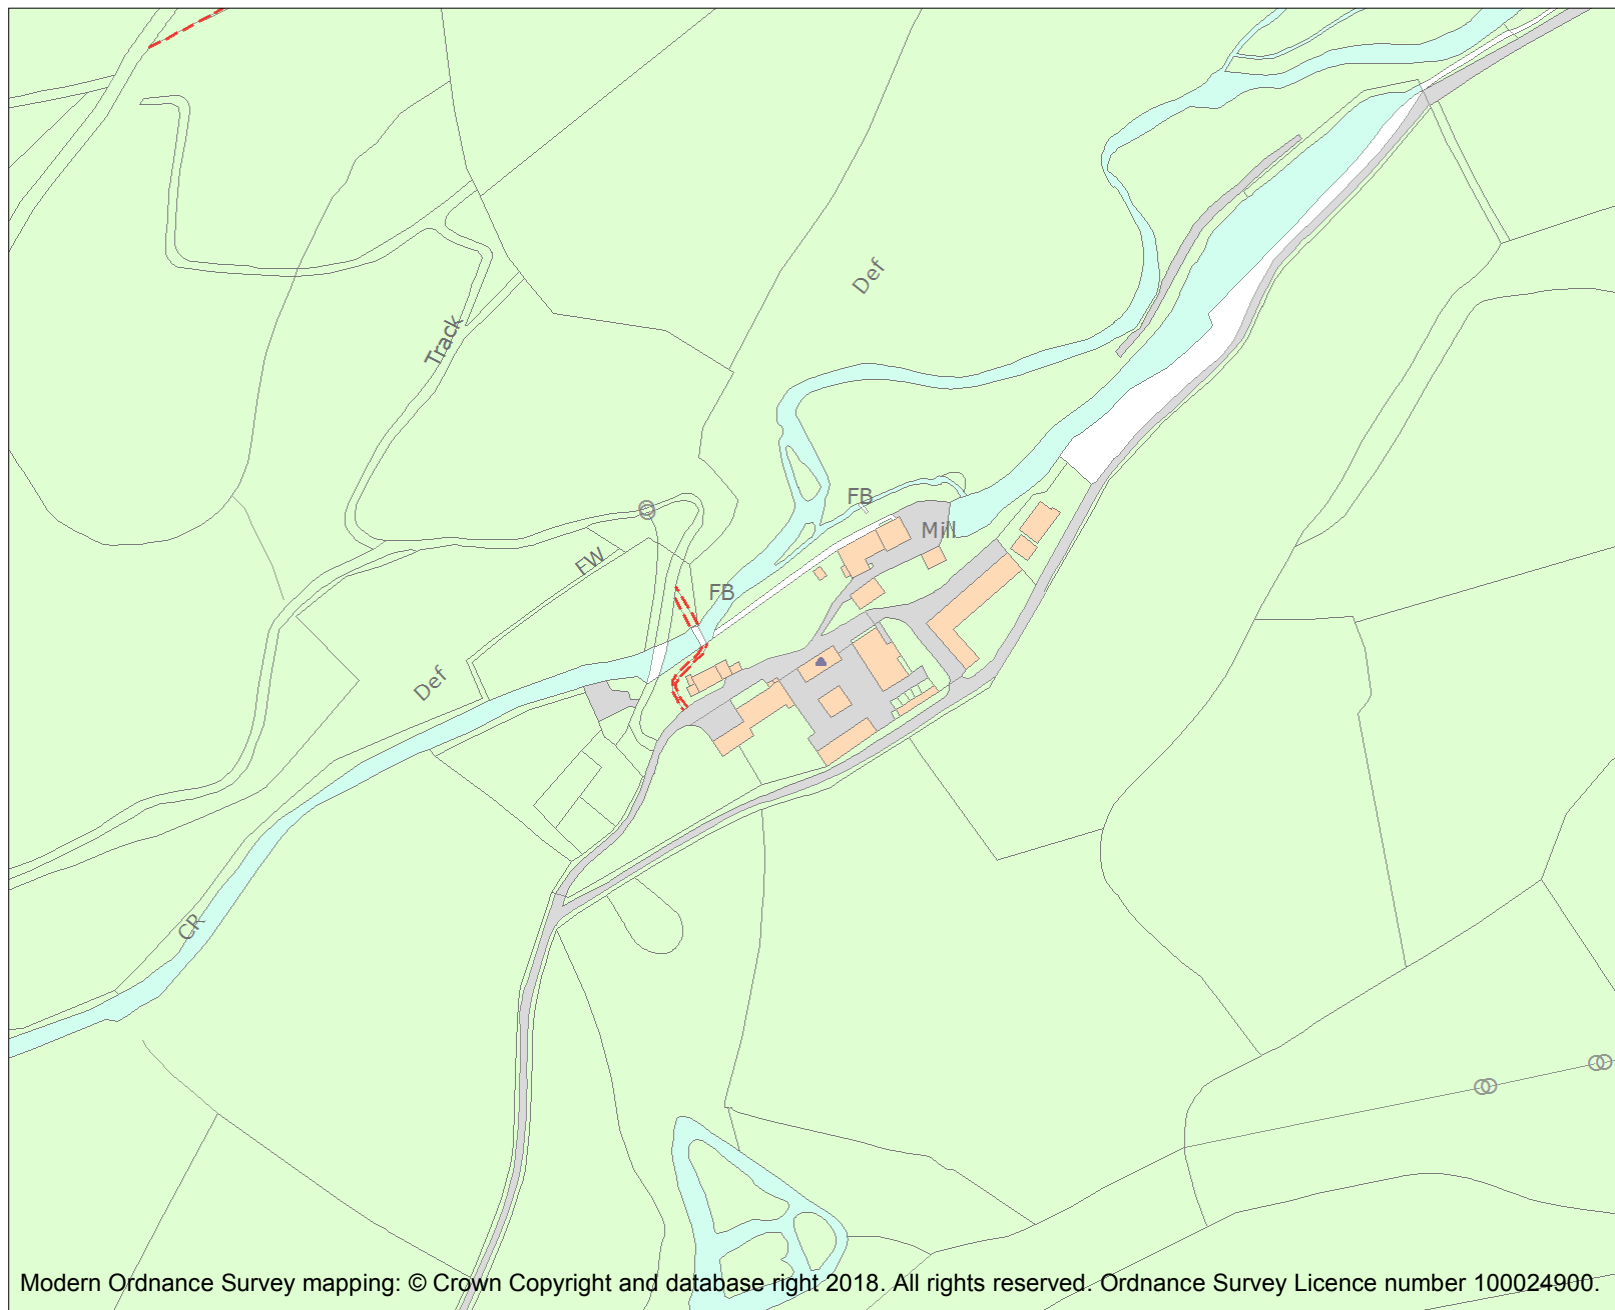 Def
Track
FB
Mill
FW
FB
Def
CR
Modern Ordnance Survey mapping: © Crown Copyright and database right 2018. All rights reserved. Ordnance Survey Licence number 100024900.